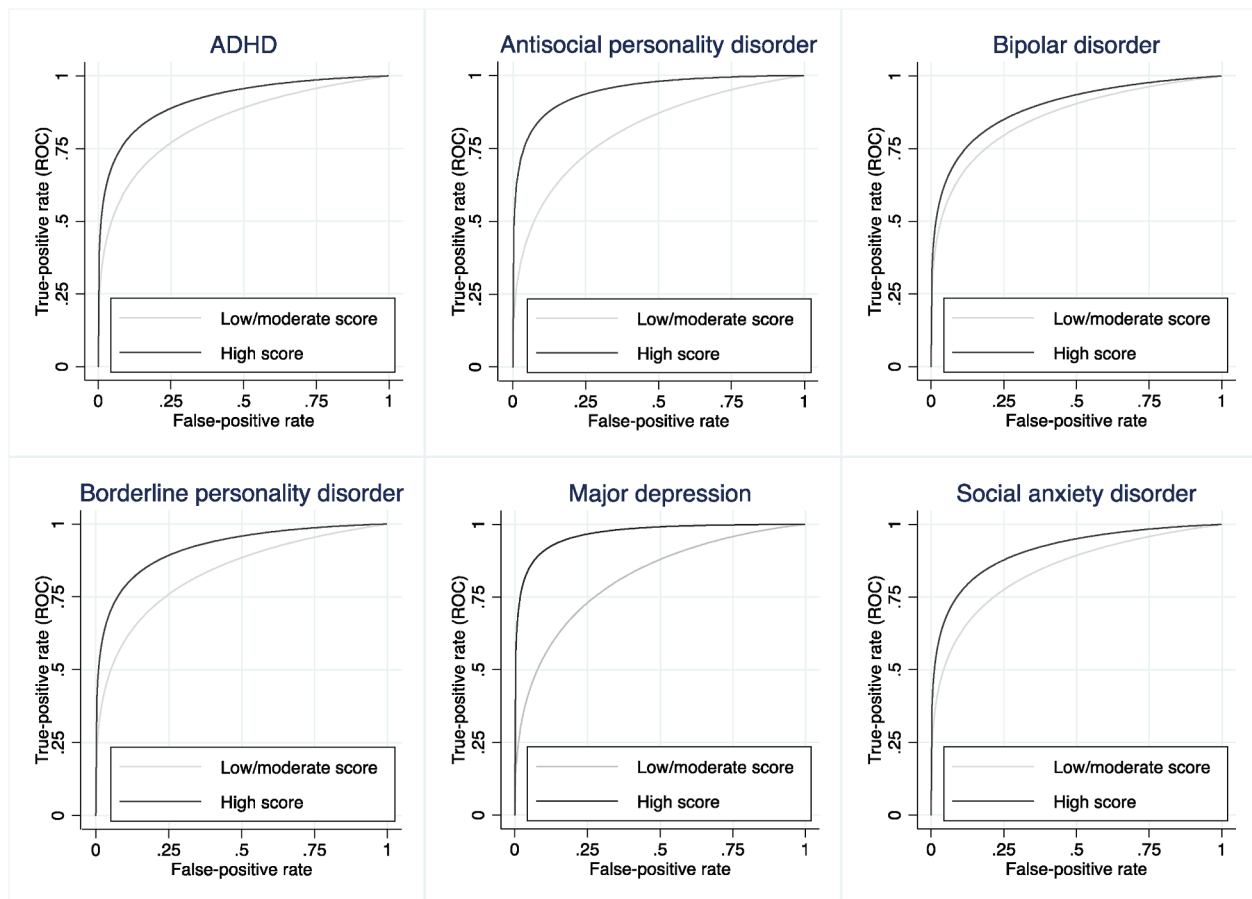 ADHD
True-positive rate (ROC)
1
.75
.5
.25
0
Low/moderate score
High score
0 .25 .5 .75 1
False-positive rate
Antisocial personality disorder
True-positive rate (ROC)
1
.75
.5
.25
0
Low/moderate score
High score
0 .25 .5 .75 1
False-positive rate
Bipolar disorder
True-positive rate (ROC)
1
.75
.5
.25
0
Low/moderate score
High score
0 .25 .5 .75 1
False-positive rate
Borderline personality disorder
True-positive rate (ROC)
1
.75
.5
.25
0
Low/moderate score
High score
0 .25 .5 .75 1
False-positive rate
Major depression
True-positive rate (ROC)
1
.75
.5
.25
0
Low/moderate score
High score
0 .25 .5 .75 1
False-positive rate
Social anxiety disorder
True-positive rate (ROC)
1
.75
.5
.25
0
Low/moderate score
High score
0 .25 .5 .75 1
False-positive rate